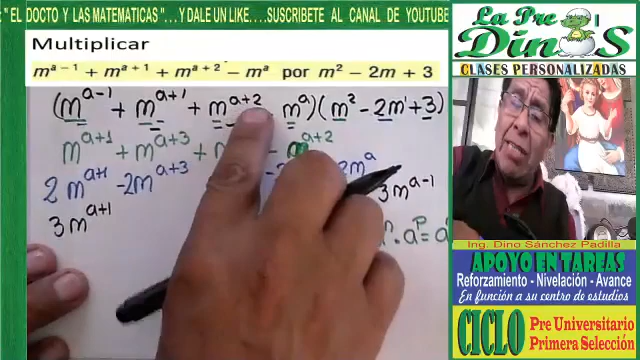 : " EL DOCTO Y LAS MATEMATICAS "...Y DALE UN LIKE....SUSCRIBETE AL CANAL DE YOUTUBE
La Pre
DinoS
CLASES PERSONALIZADAS
Multiplicar
m^{a − 1} + m^{a + 1} + m^{a + 2} − m^a por m² − 2m + 3
(m^{a-1} + m^{a+1} + m^{a+2} - m^a)(m² - 2m¹ + 3)
m^{a+1} + m^{a+3} + - m^{a+2}
2m^{a+1} -2m^{a+3} -2 2m^a
3m^{a+1} 3m^{a-1}
. a^p = a
Ing. Dino Sánchez Padilla
APOYO EN TAREAS
Reforzamiento - Nivelación - Avance
En función a su centro de estudios
CICLO Pre Universitario
Primera Selección